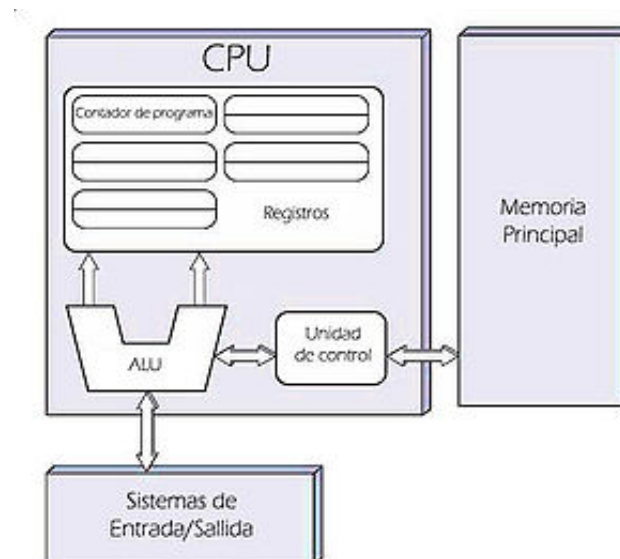 CPU
Contador de programa
Registros
Memoria
Principal
ALU
Unidad
de control
Sistemas de
Entrada/Sallida